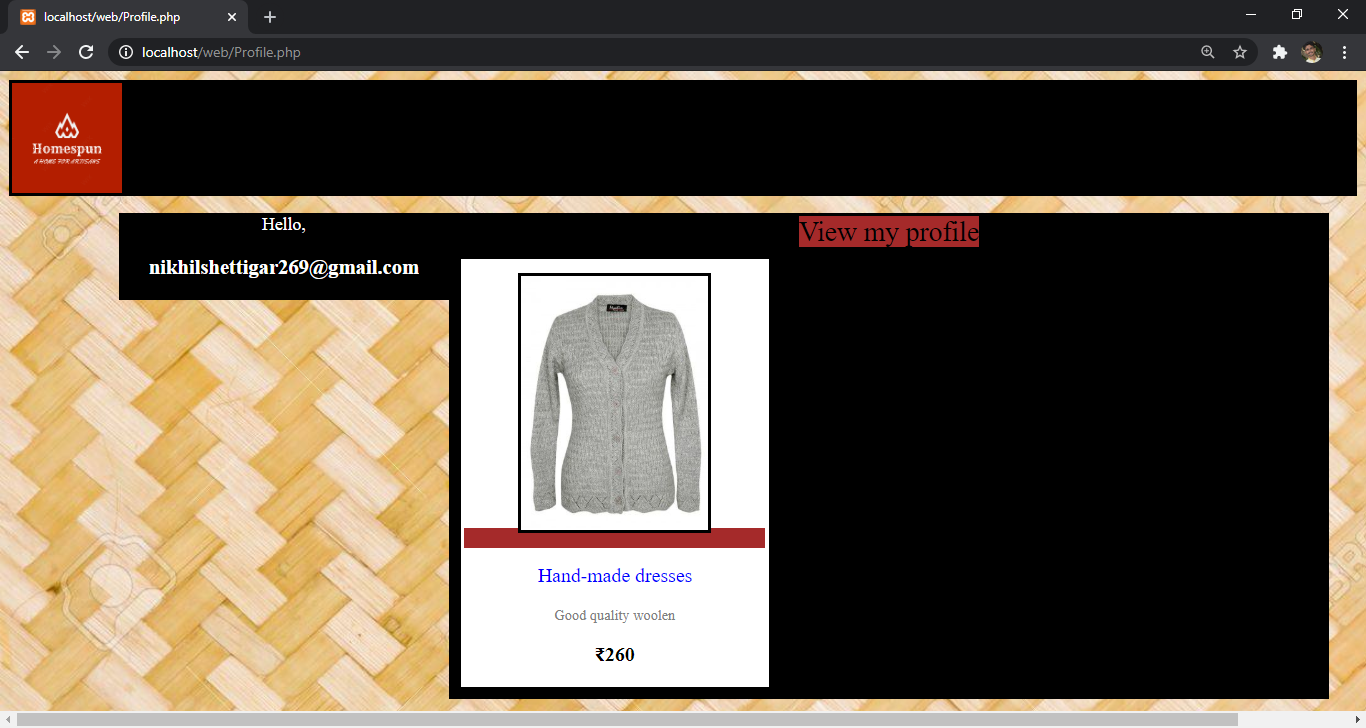 localhost/web/Profile.php
localhost/web/Profile.php
Homespun
A HOME FOR ARTISANS
Hello,
nikhilshettigar269@gmail.com
View my profile
Hand-made dresses
Good quality woolen
₹260